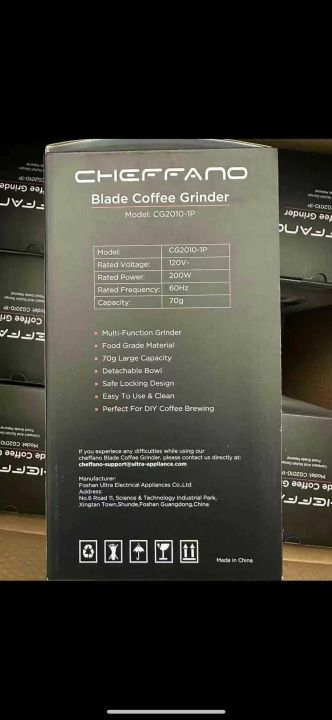 CHEFFANO
Blade Coffee Grinder
Model: CG2010-1P
Model: CG2010-1P
Rated Voltage: 120V~
Rated Power: 200W
Rated Frequency: 60Hz
Capacity: 70g
Multi-Function Grinder
Food Grade Material
70g Large Capacity
Detachable Bowl
Safe Locking Design
Easy To Use & Clean
Perfect For DIY Coffee Brewing
If you experiece any difficulties while using our
cheffano Blade Coffee Grinder, please contact us directly at:
cheffano-support@ultra-appliance.com
Manufacturer:
Foshan Ultra Electrical Appliances Co.,Ltd
Address:
No.6 Road 11, Science & Technology Industrial Park,
Xingtan Town,Shunde,Foshan Guangdong,China
Made in China